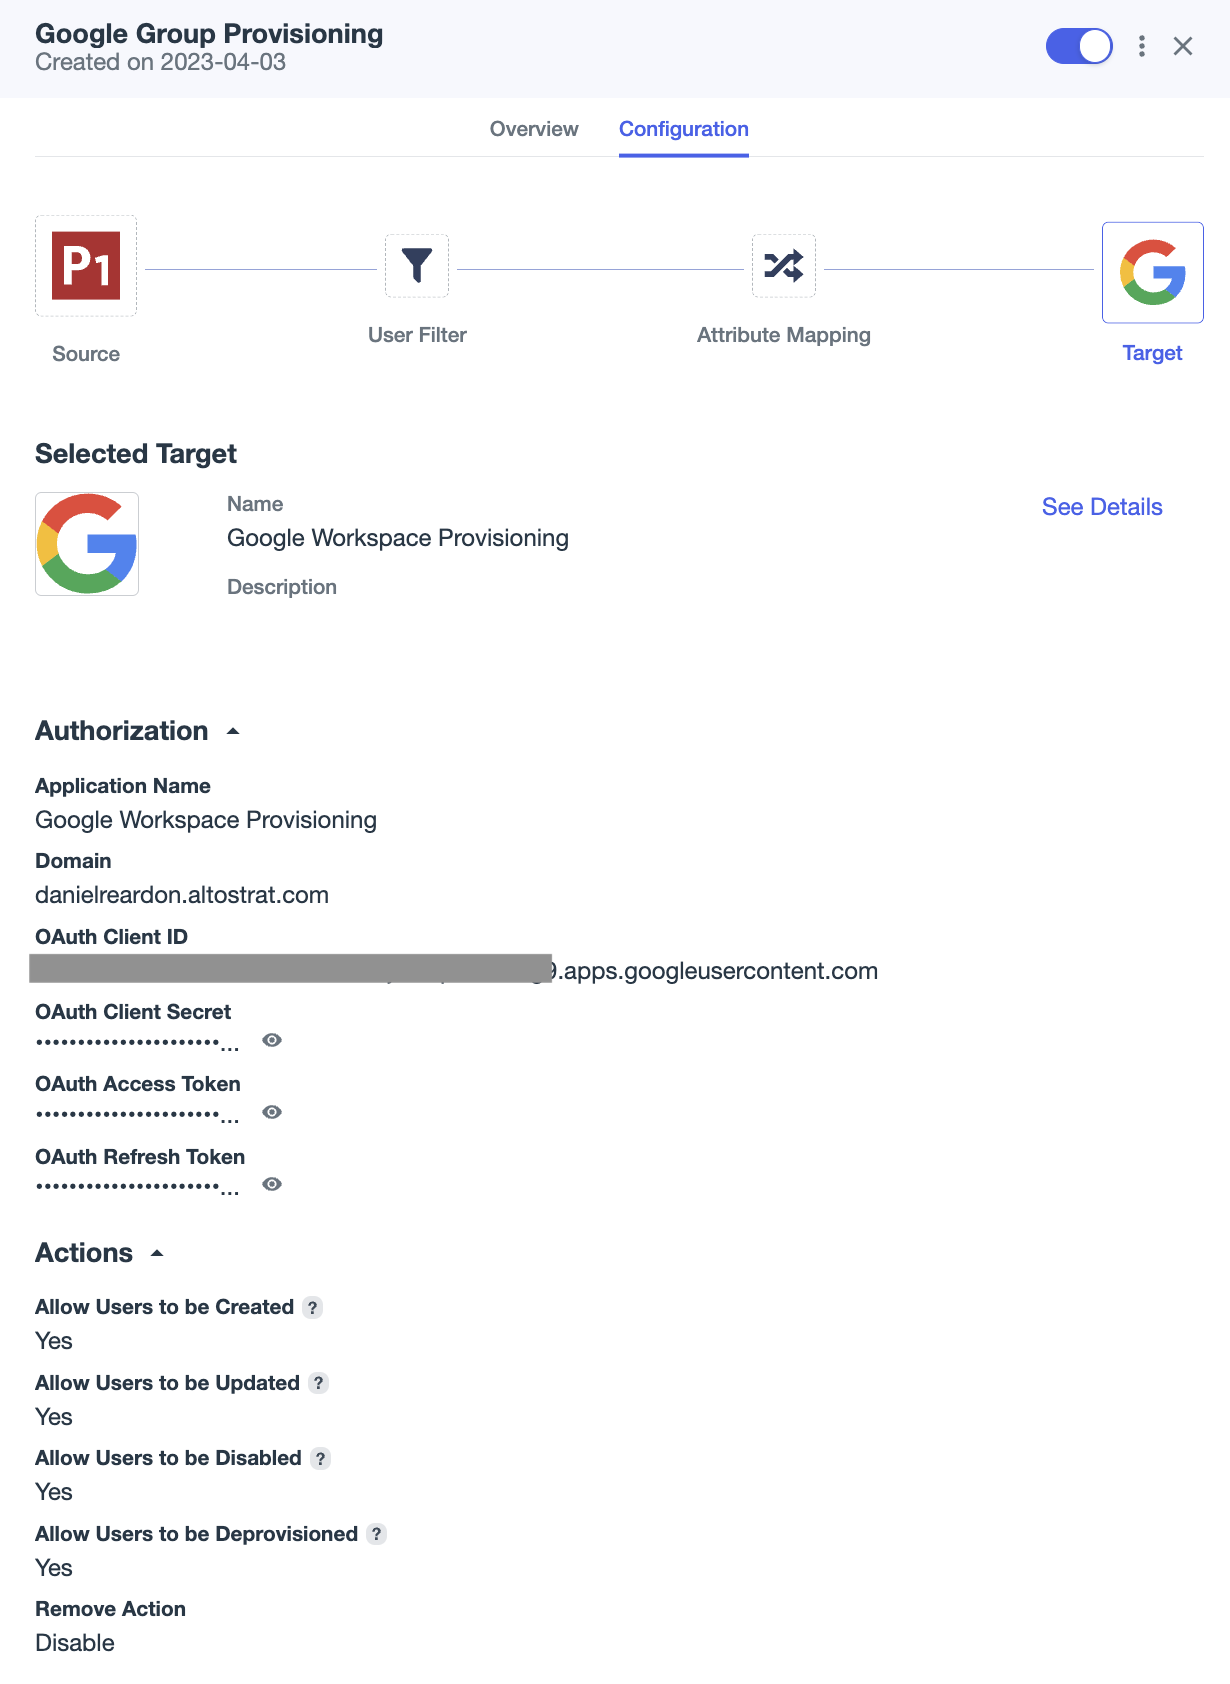 Google Group Provisioning
Created on 2023-04-03
Overview Configuration
P1
Source
User Filter
Attribute Mapping
Target
Selected Target
Name
Google Workspace Provisioning
See Details
Description
Authorization
Application Name
Google Workspace Provisioning
Domain
danielreardon.altostrat.com
OAuth Client ID
9.apps.googleusercontent.com
OAuth Client Secret
••••••••••••••••••••••...
OAuth Access Token
••••••••••••••••••••••...
OAuth Refresh Token
••••••••••••••••••••••...
Actions
Allow Users to be Created ?
Yes
Allow Users to be Updated ?
Yes
Allow Users to be Disabled ?
Yes
Allow Users to be Deprovisioned ?
Yes
Remove Action
Disable